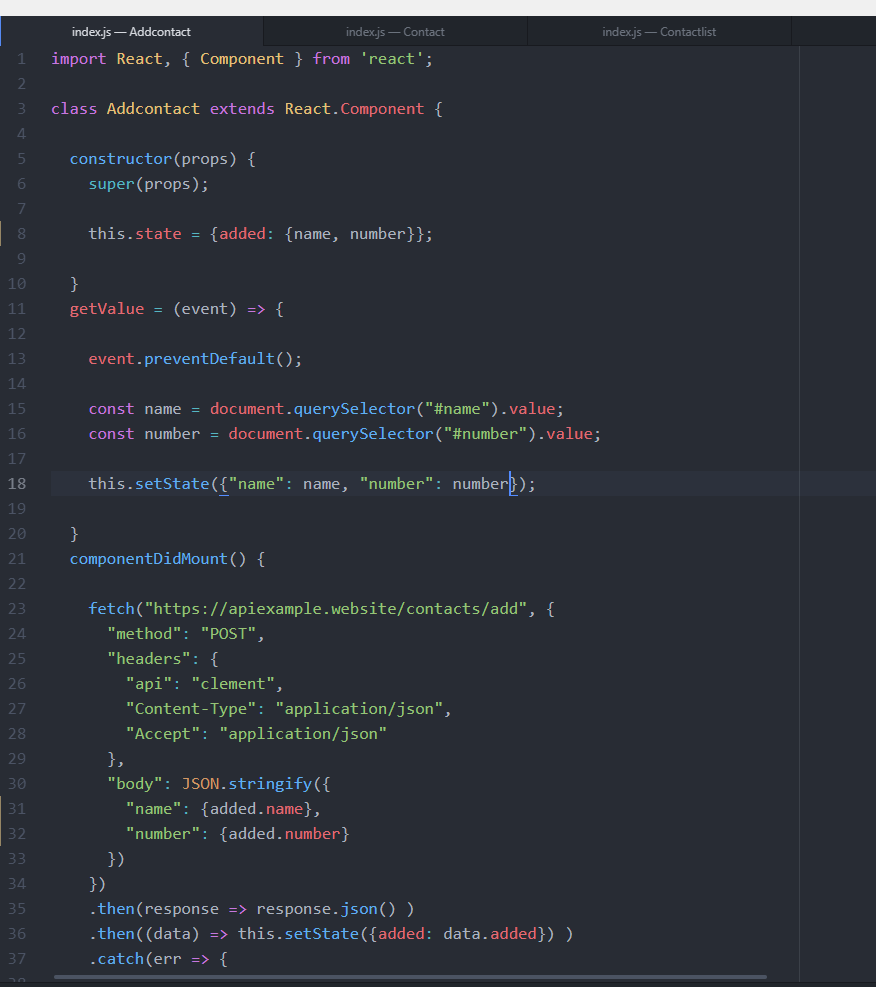 index.js — Addcontact index.js — Contact index.js — Contactlist
1 import React, { Component } from 'react';
2
3 class Addcontact extends React.Component {
4
5 constructor(props) {
6 super(props);
7
8 this.state = {added: {name, number}};
9
10 }
11 getValue = (event) => {
12
13 event.preventDefault();
14
15 const name = document.querySelector("#name").value;
16 const number = document.querySelector("#number").value;
17
18 this.setState({"name": name, "number": number});
19
20 }
21 componentDidMount() {
22
23 fetch("https://apiexample.website/contacts/add", {
24 "method": "POST",
25 "headers": {
26 "api": "clement",
27 "Content-Type": "application/json",
28 "Accept": "application/json"
29 },
30 "body": JSON.stringify({
31 "name": {added.name},
32 "number": {added.number}
33 })
34 })
35 .then(response => response.json() )
36 .then((data) => this.setState({added: data.added}) )
37 .catch(err => {